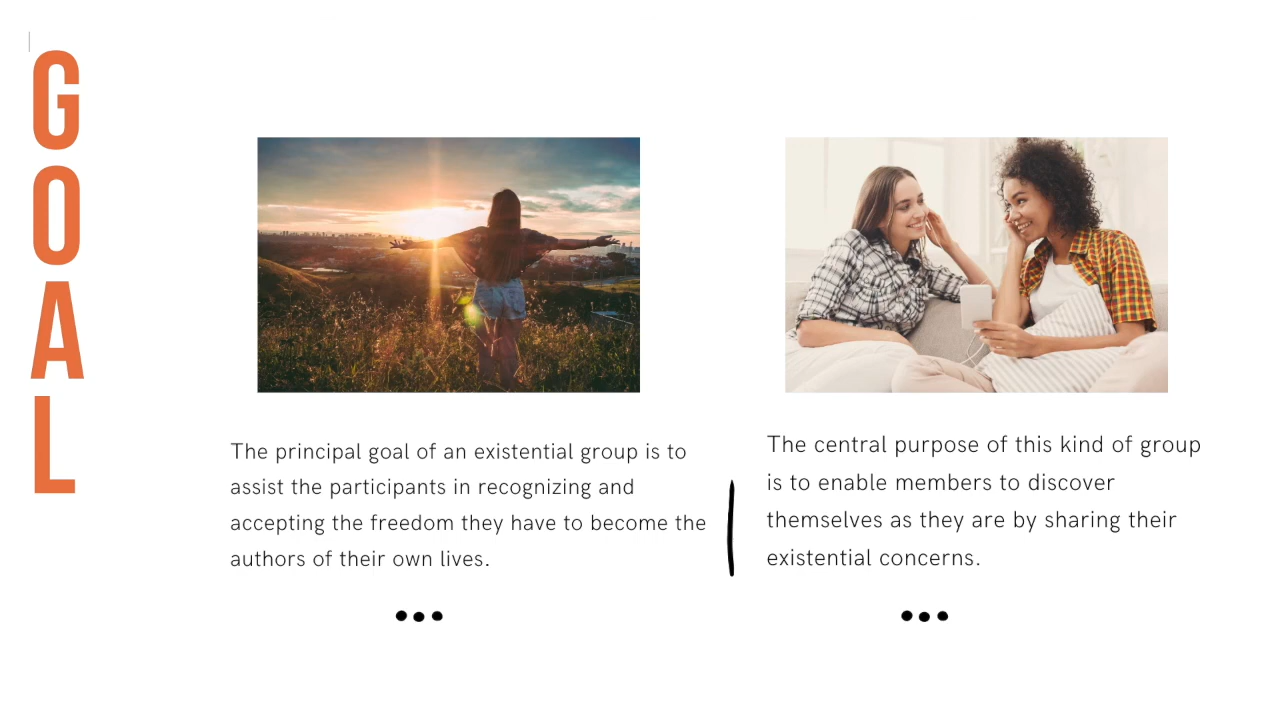 GOAL
The principal goal of an existential group is to
assist the participants in recognizing and
accepting the freedom they have to become the
authors of their own lives.
The central purpose of this kind of group
is to enable members to discover
themselves as they are by sharing their
existential concerns.